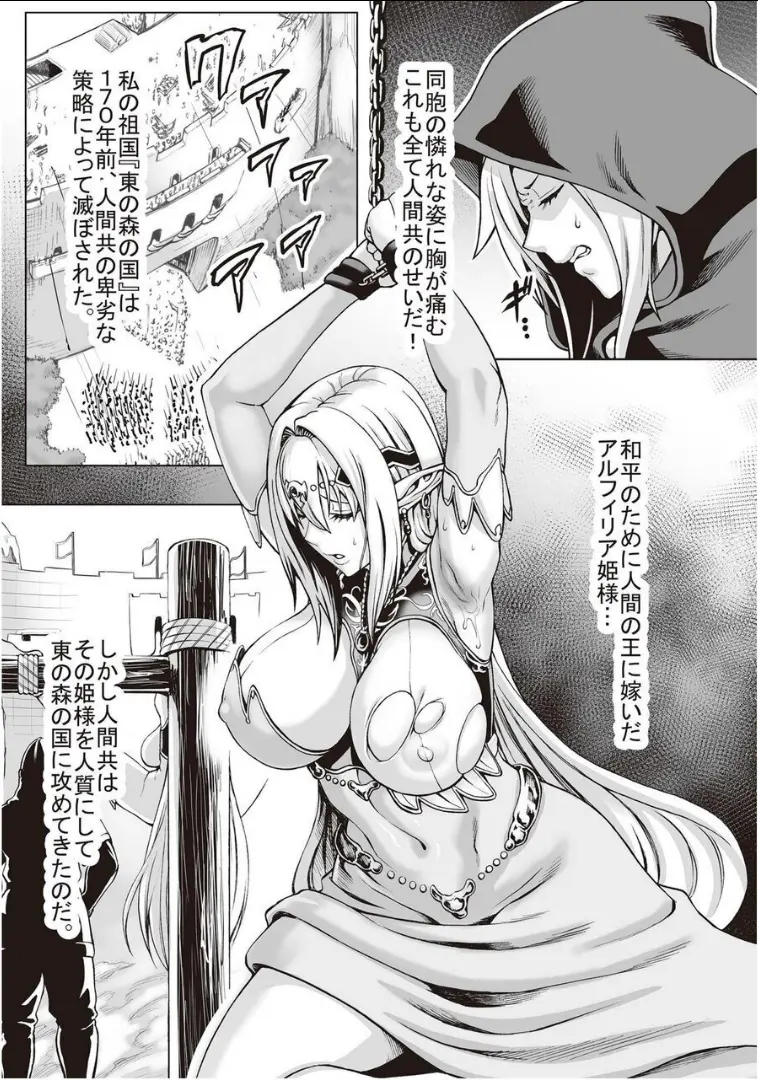 同胞の憐れな姿に胸が痛む
これも全て人間共のせいだ！
ギ…
私の祖国『東の森の国』は
170年前、人間共の卑劣な
策略によって滅ぼされた。
ワアアアア
和平のために人間の王に嫁いだ
アルフィリア姫様…
しかし人間共は
その姫様を人質にして
東の森の国に攻めてきたのだ。